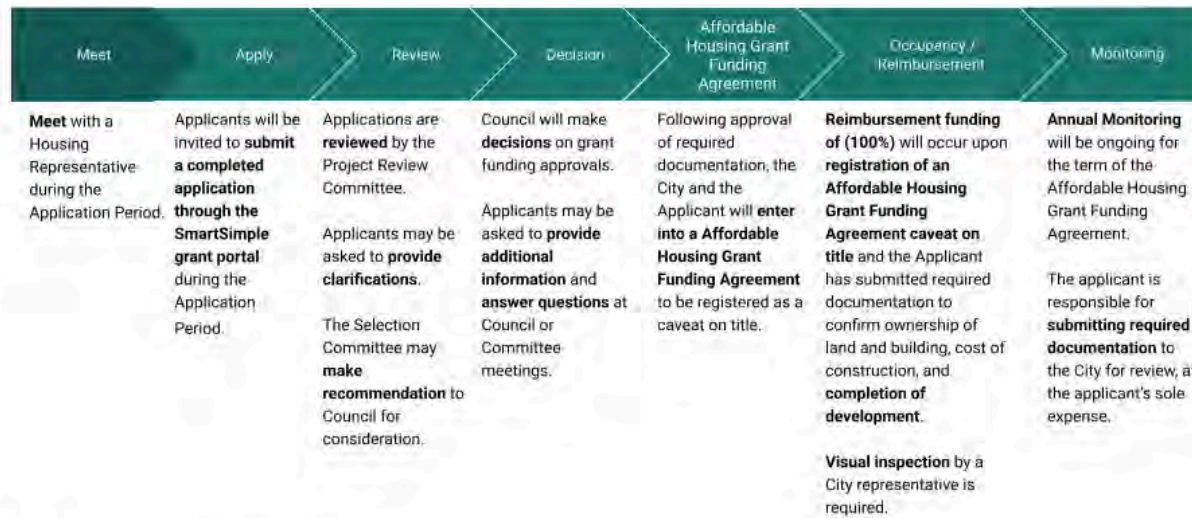 Meet
Apply
Review
Decision
Affordable
Housing Grant
Funding
Agreement
Occupancy /
Reimbursement
Monitoring
Meet with a
Housing
Representative
during the
Application Period.
Applicants will be
invited to submit
a completed
application
through the
SmartSimple
grant portal
during the
Application
Period.
Applications are
reviewed by the
Project Review
Committee.
Applicants may be
asked to provide
clarifications.
The Selection
Committee may
make
recommendation to
Council for
consideration.
Council will make
decisions on grant
funding approvals.
Applicants may be
asked to provide
additional
information and
answer questions at
Council or
Committee
meetings.
Following approval
of required
documentation, the
City and the
Applicant will enter
into a Affordable
Housing Grant
Funding Agreement
to be registered as a
caveat on title.
Reimbursement funding
of (100%) will occur upon
registration of an
Affordable Housing
Grant Funding
Agreement caveat on
title and the Applicant
has submitted required
documentation to
confirm ownership of
land and building, cost of
construction, and
completion of
development.
Visual inspection by a
City representative is
required.
Annual Monitoring
will be ongoing for
the term of the
Affordable Housing
Grant Funding
Agreement.
The applicant is
responsible for
submitting required
documentation to
the City for review, a
the applicant's sole
expense.